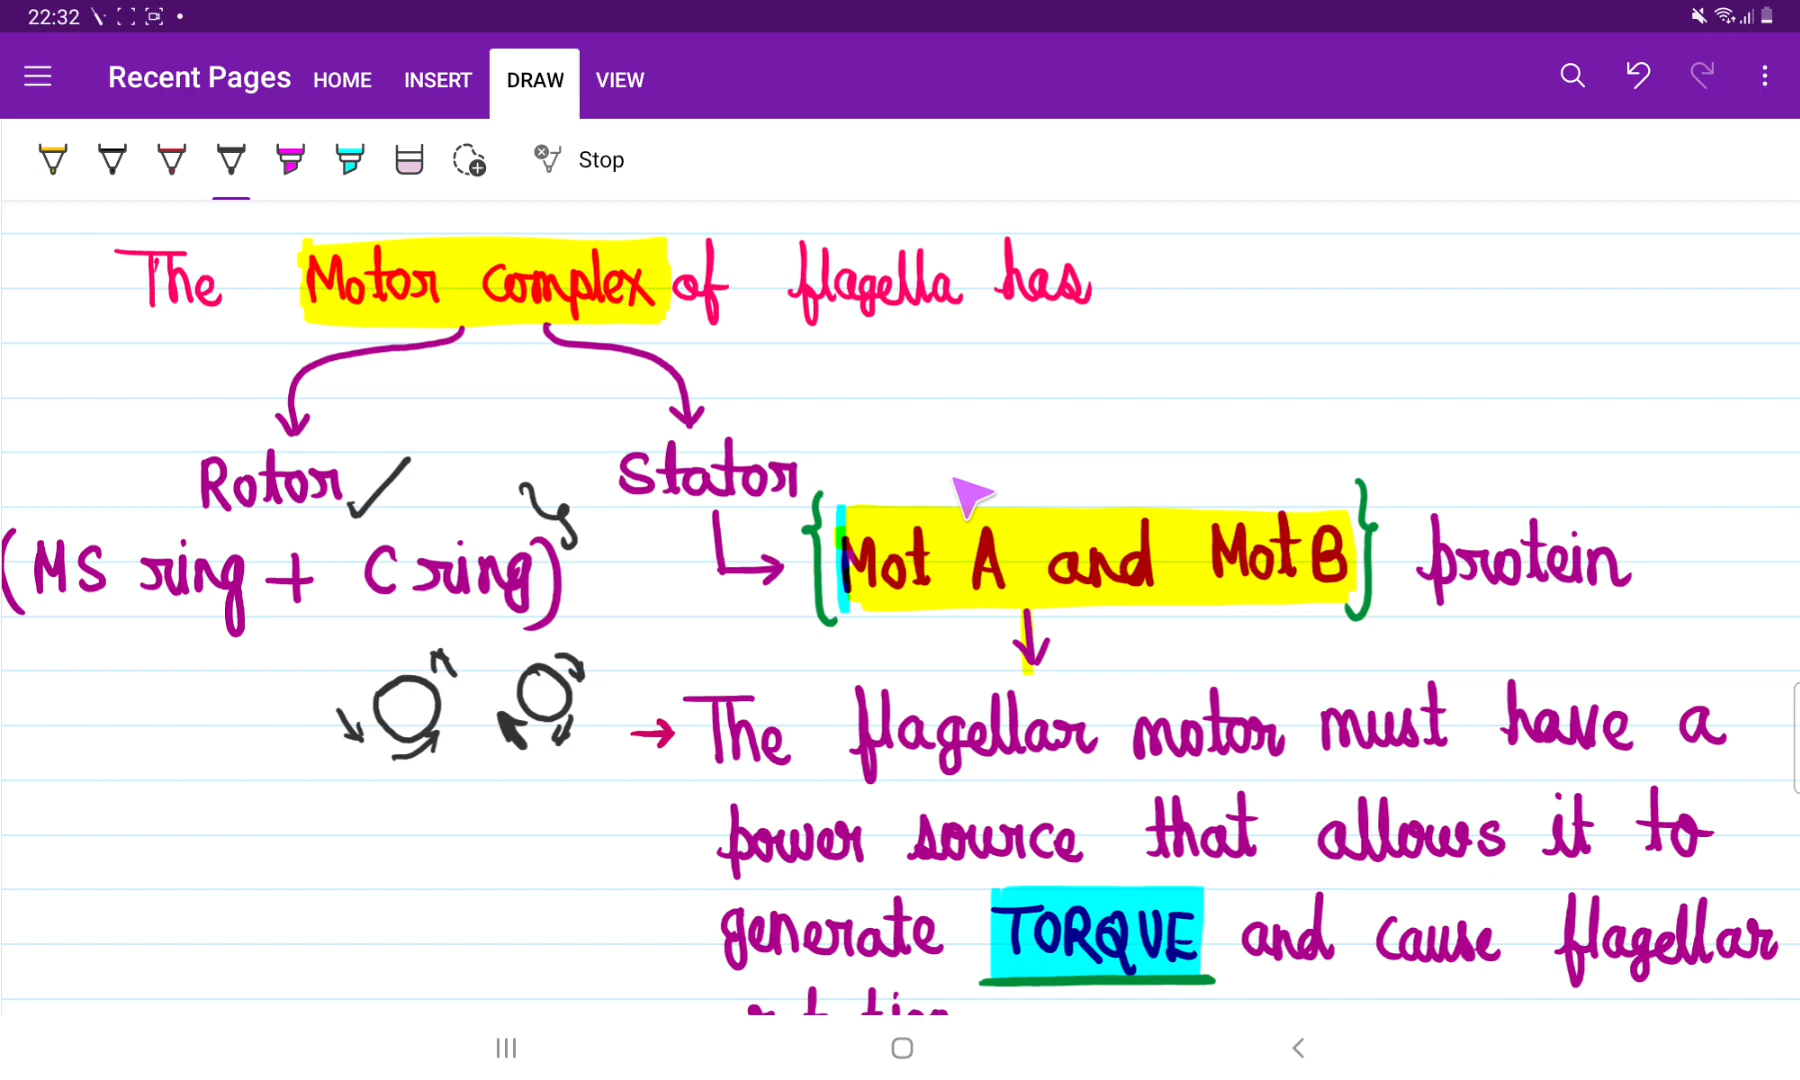 22:32
Recent Pages HOME INSERT DRAW VIEW
Stop
The Motor complex of flagella has
Rotor ✓ Stator
(MS ring + C ring) → {Mot A and Mot B} protein
→ The flagellar motor must have a
power source that allows it to
generate TORQUE and cause flagellar